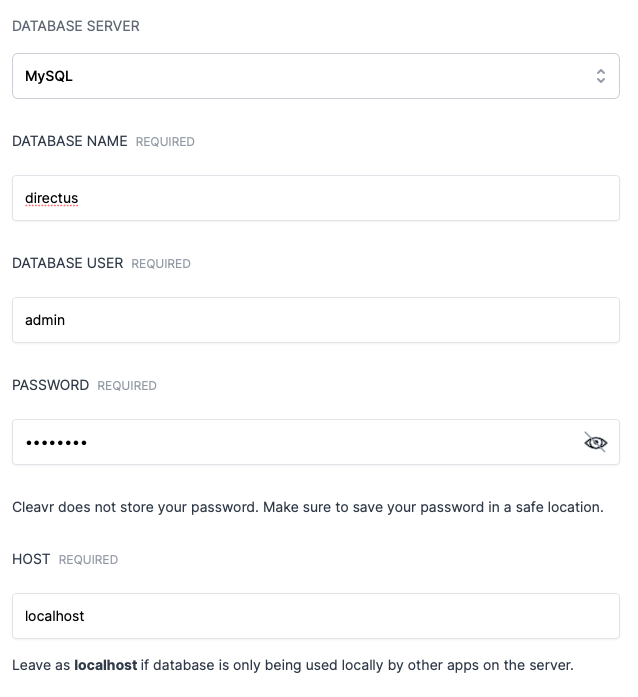 DATABASE SERVER
MySQL
DATABASE NAME REQUIRED
directus
DATABASE USER REQUIRED
admin
PASSWORD REQUIRED
••••••••
Cleavr does not store your password. Make sure to save your password in a safe location.
HOST REQUIRED
localhost
Leave as localhost if database is only being used locally by other apps on the server.